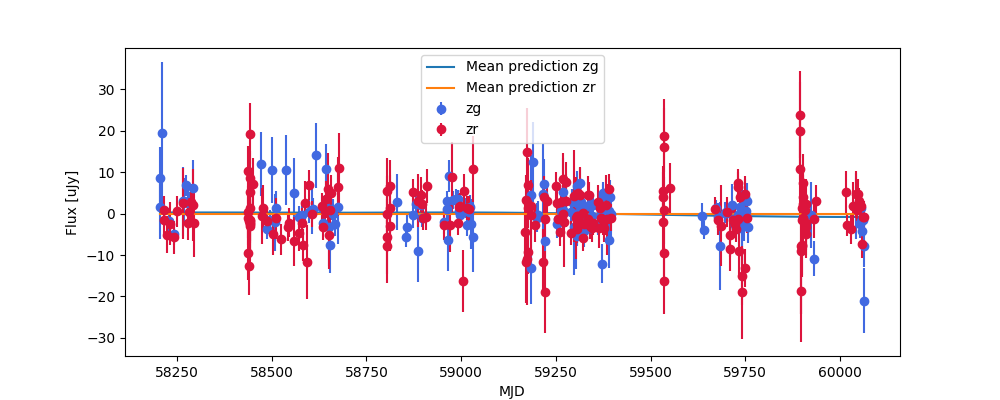 Mean prediction zg
Mean prediction zr
zg
zr
30
20
10
0
−10
−20
−30
Flux [uJy]
58250
58500
58750
59000
59250
59500
59750
60000
MJD